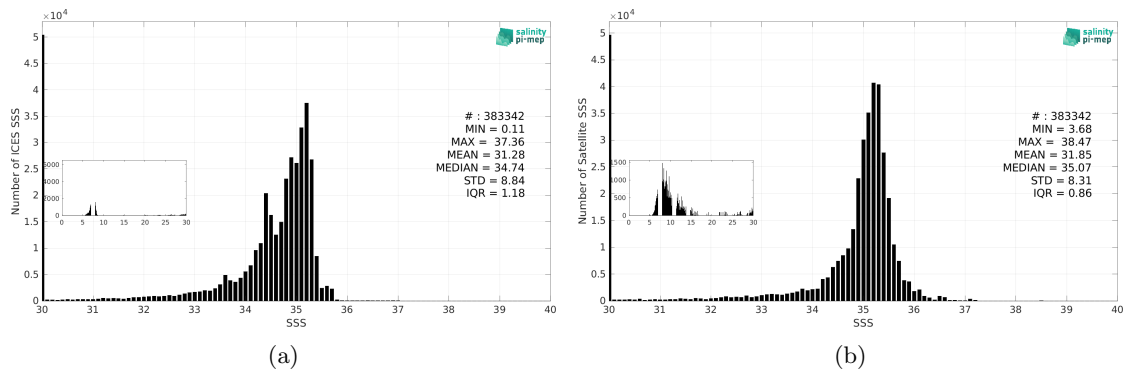 ×10⁴
salinity
pi-mep
5
4.5
4
3.5
3
2.5
2
1.5
1
0.5
0
Number of ICES SSS
# : 383342
MIN = 0.11
MAX = 37.36
MEAN = 31.28
MEDIAN = 34.74
STD = 8.84
IQR = 1.18
6000
4000
2000
0
0 5 10 15 20 25 30
30 31 32 33 34 35 36 37 38 39 40
SSS
(a)
×10⁴
salinity
pi-mep
5
4.5
4
3.5
3
2.5
2
1.5
1
0.5
0
Number of Satellite SSS
# : 383342
MIN = 3.68
MAX = 38.47
MEAN = 31.85
MEDIAN = 35.07
STD = 8.31
IQR = 0.86
1500
1000
500
0
0 5 10 15 20 25 30
30 31 32 33 34 35 36 37 38 39 40
SSS
(b)